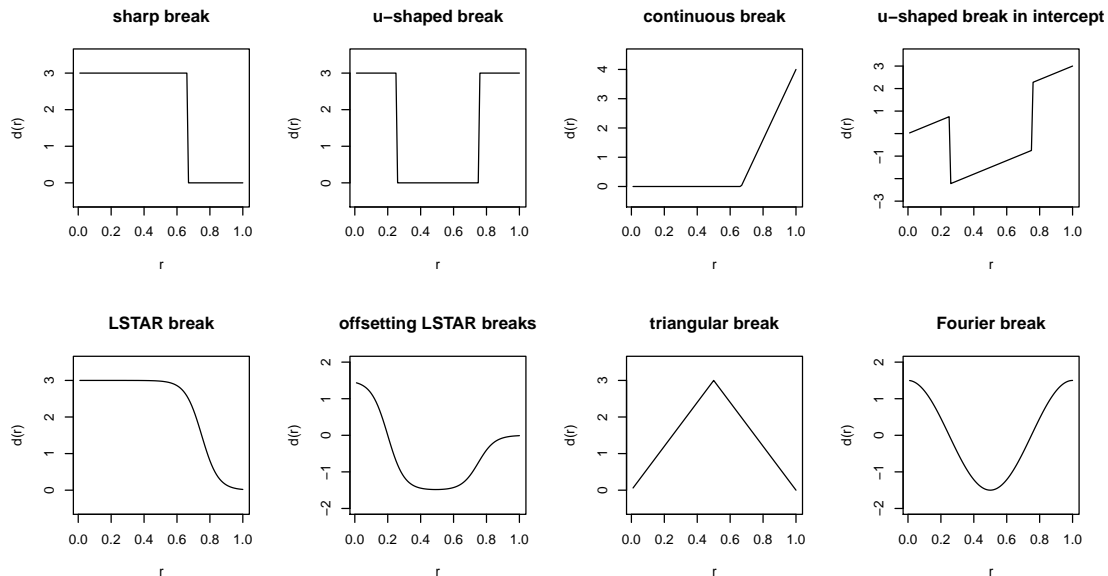 sharp break
d(r)
3
2
1
0
0.0 0.2 0.4 0.6 0.8 1.0
r
u−shaped break
d(r)
3
2
1
0
0.0 0.2 0.4 0.6 0.8 1.0
r
continuous break
d(r)
4
3
2
1
0
0.0 0.2 0.4 0.6 0.8 1.0
r
u−shaped break in intercept
d(r)
3
1
−1
−3
0.0 0.2 0.4 0.6 0.8 1.0
r
LSTAR break
d(r)
3
2
1
0
0.0 0.2 0.4 0.6 0.8 1.0
r
offsetting LSTAR breaks
d(r)
2
1
0
−1
−2
0.0 0.2 0.4 0.6 0.8 1.0
r
triangular break
d(r)
3
2
1
0
0.0 0.2 0.4 0.6 0.8 1.0
r
Fourier break
d(r)
2
1
0
−1
−2
0.0 0.2 0.4 0.6 0.8 1.0
r